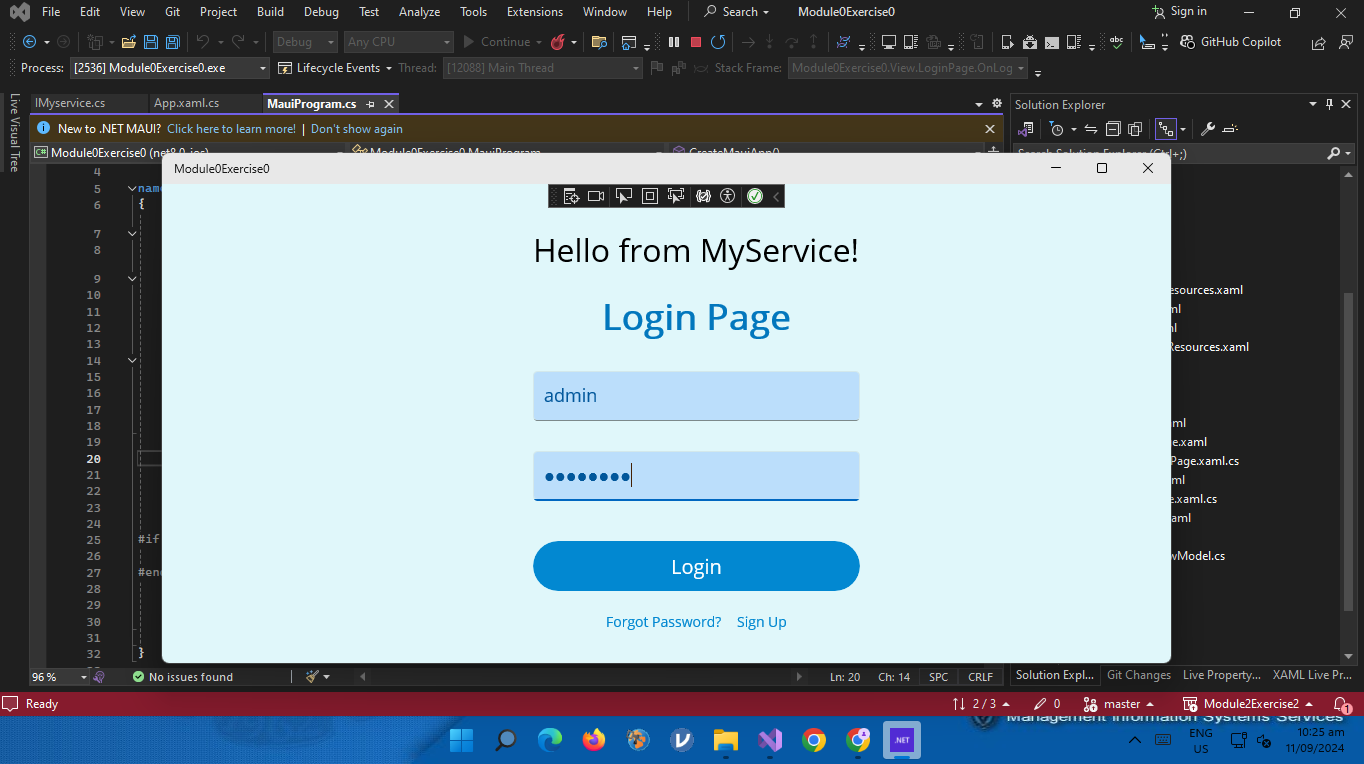 File Edit View Git Project Build Debug Test Analyze Tools Extensions Window Help Search Module0Exercise0 Sign in
Debug Any CPU Continue GitHub Copilot
Process: [2536] Module0Exercise0.exe Lifecycle Events Thread: [12088] Main Thread Stack Frame: Module0Exercise0.View.LoginPage.OnLog
Live Visual Tree
IMyservice.cs App.xaml.cs MauiProgram.cs
Solution Explorer
New to .NET MAUI? Click here to learn more! | Don't show again
C# Module0Exercise0 (net8.0-ios) Module0Exercise0.MauiProgram CreateMauiApp()
Search Solution Explorer (Ctrl+;)
Module0Exercise0
4
5 name
6 {
7
8
9
10
11
12
13
14
15
16
17
18
19
20
21
22
23
24
25 #if
26
27 #end
28
29
30
31
32 }
Hello from MyService!
Login Page
admin
●●●●●●●●
Login
Forgot Password? Sign Up
esources.xaml
ml
l
Resources.xaml
ml
e.xaml
Page.xaml.cs
ml
e.xaml.cs
aml
wModel.cs
96 % No issues found Ln: 20 Ch: 14 SPC CRLF
Solution Expl... Git Changes Live Property... XAML Live Pr...
Ready 2 / 3 0 master Module2Exercise2 1
Management Information Systems Services
.NET
ENG
US
10:25 am
11/09/2024